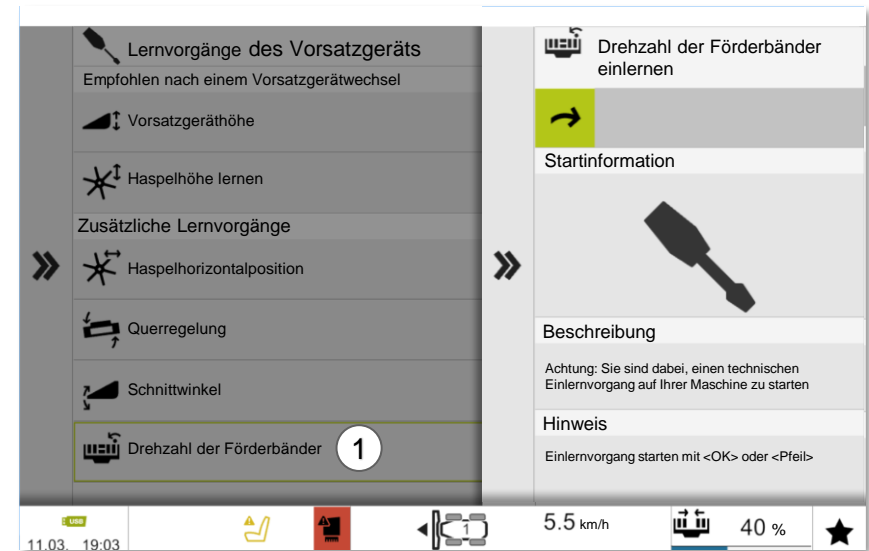 Lernvorgänge des Vorsatzgeräts
Empfohlen nach einem Vorsatzgerätwechsel
Vorsatzgeräthöhe
Haspelhöhe lernen
Zusätzliche Lernvorgänge
Haspelhorizontalposition
Querregelung
Schnittwinkel
Drehzahl der Förderbänder
1
Drehzahl der Förderbänder
einlernen
Startinformation
Beschreibung
Achtung: Sie sind dabei, einen technischen
Einlernvorgang auf Ihrer Maschine zu starten
Hinweis
Einlernvorgang starten mit <OK> oder <Pfeil>
USB
11.03. 19:03
1
5.5 km/h
40 %